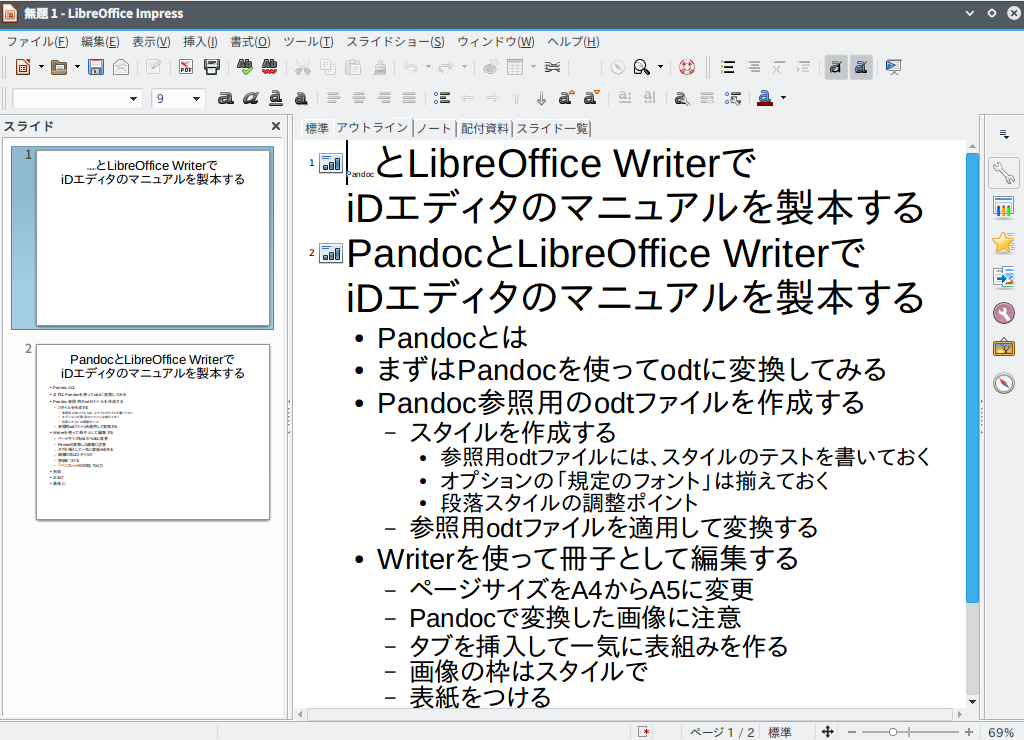 無題 1 - LibreOffice Impress
ファイル(F) 編集(E) 表示(V) 挿入(I) 書式(O) ツール(T) スライドショー(S) ウィンドウ(W) ヘルプ(H)
9
スライド
標準 アウトライン ノート 配付資料 スライド一覧
1
とLibreOffice Writerで
iDエディタのマニュアルを製本する
2
PandocとLibreOffice Writerで
iDエディタのマニュアルを製本する
1
PandocとLibreOffice Writerで
iDエディタのマニュアルを製本する
2
PandocとLibreOffice Writerで
iDエディタのマニュアルを製本する
• Pandocとは
• まずはPandocを使ってodtに変換してみる
• Pandoc参照用のodtファイルを作成する
– スタイルを作成する
• 参照用odtファイルには、スタイルのテストを書いておく
• オプションの「規定のフォント」は揃えておく
• 段落スタイルの調整ポイント
– 参照用odtファイルを適用して変換する
• Writerを使って冊子として編集する
– ページサイズをA4からA5に変更
– Pandocで変換した画像に注意
– タブを挿入して一気に表組みを作る
– 画像の枠はスタイルで
– 表紙をつける
ページ 1 / 2 標準 69%